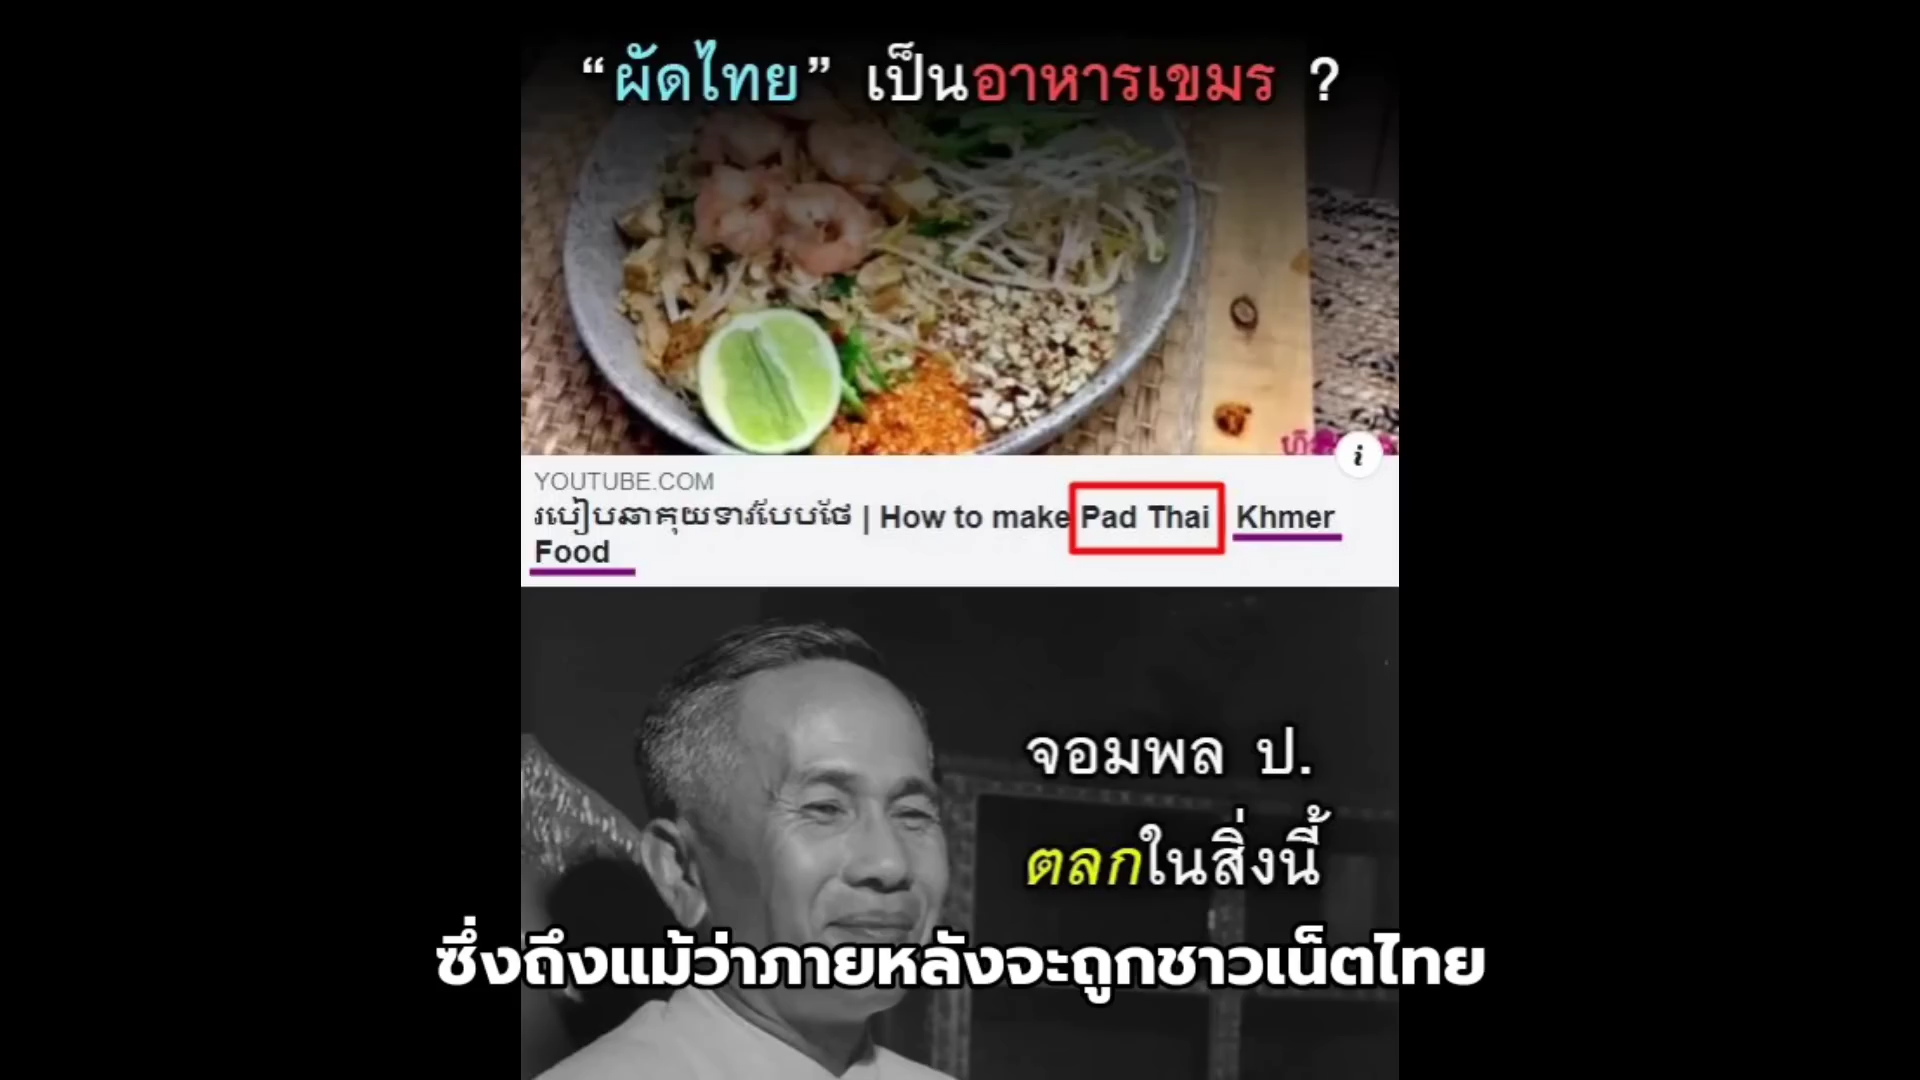 “ผัดไทย” เป็นอาหารเขมร ?
YOUTUBE.COM
របៀបឆាគុយទាវបែបថៃ | How to make Pad Thai Khmer
Food
i
จอมพล ป.
ตลกในสิ่งนี้
ซึ่งถึงแม้ว่าภายหลังจะถูกชาวเน็ตไทย